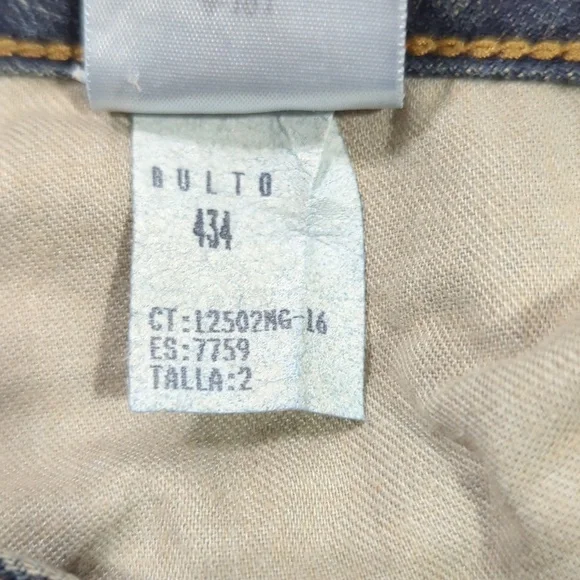 BULTO
434
CT:12502MG-16
ES:7759
TALLA:2